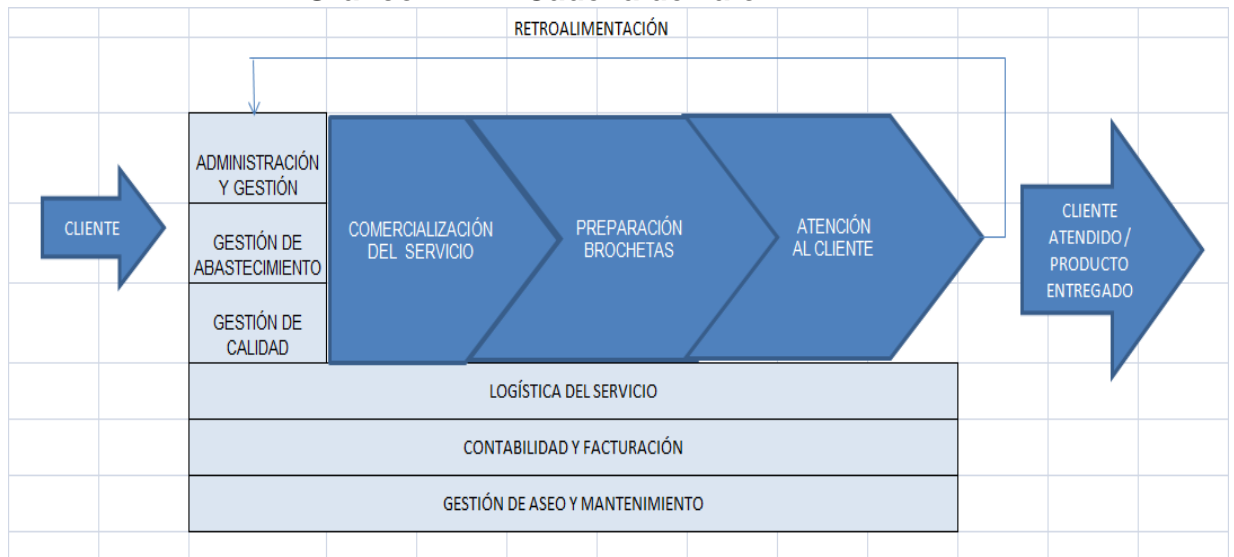 RETROALIMENTACIÓN
CLIENTE
ADMINISTRACIÓN
Y GESTIÓN
GESTIÓN DE
ABASTECIMIENTO
GESTIÓN DE
CALIDAD
COMERCIALIZACIÓN
DEL SERVICIO
PREPARACIÓN
BROCHETAS
ATENCIÓN
AL CLIENTE
CLIENTE
ATENDIDO/
PRODUCTO
ENTREGADO
LOGÍSTICA DEL SERVICIO
CONTABILIDAD Y FACTURACIÓN
GESTIÓN DE ASEO Y MANTENIMIENTO